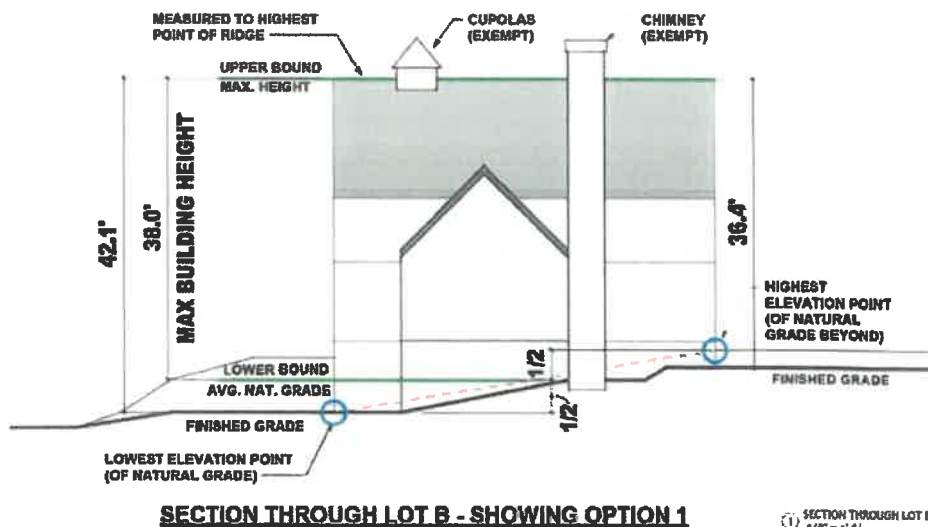 MEASURED TO HIGHEST
POINT OF RIDGE
CUPOLAS
(EXEMPT)
CHIMNEY
(EXEMPT)
UPPER BOUND
MAX. HEIGHT
42.1'
38.0'
MAX BUILDING HEIGHT
36.4'
HIGHEST
ELEVATION POINT
(OF NATURAL
GRADE BEYOND)
LOWER BOUND
AVG. NAT. GRADE
1/2
1/2
FINISHED GRADE
FINISHED GRADE
LOWEST ELEVATION POINT
(OF NATURAL GRADE)
SECTION THROUGH LOT B - SHOWING OPTION 1
1 SECTION THROUGH LOT B